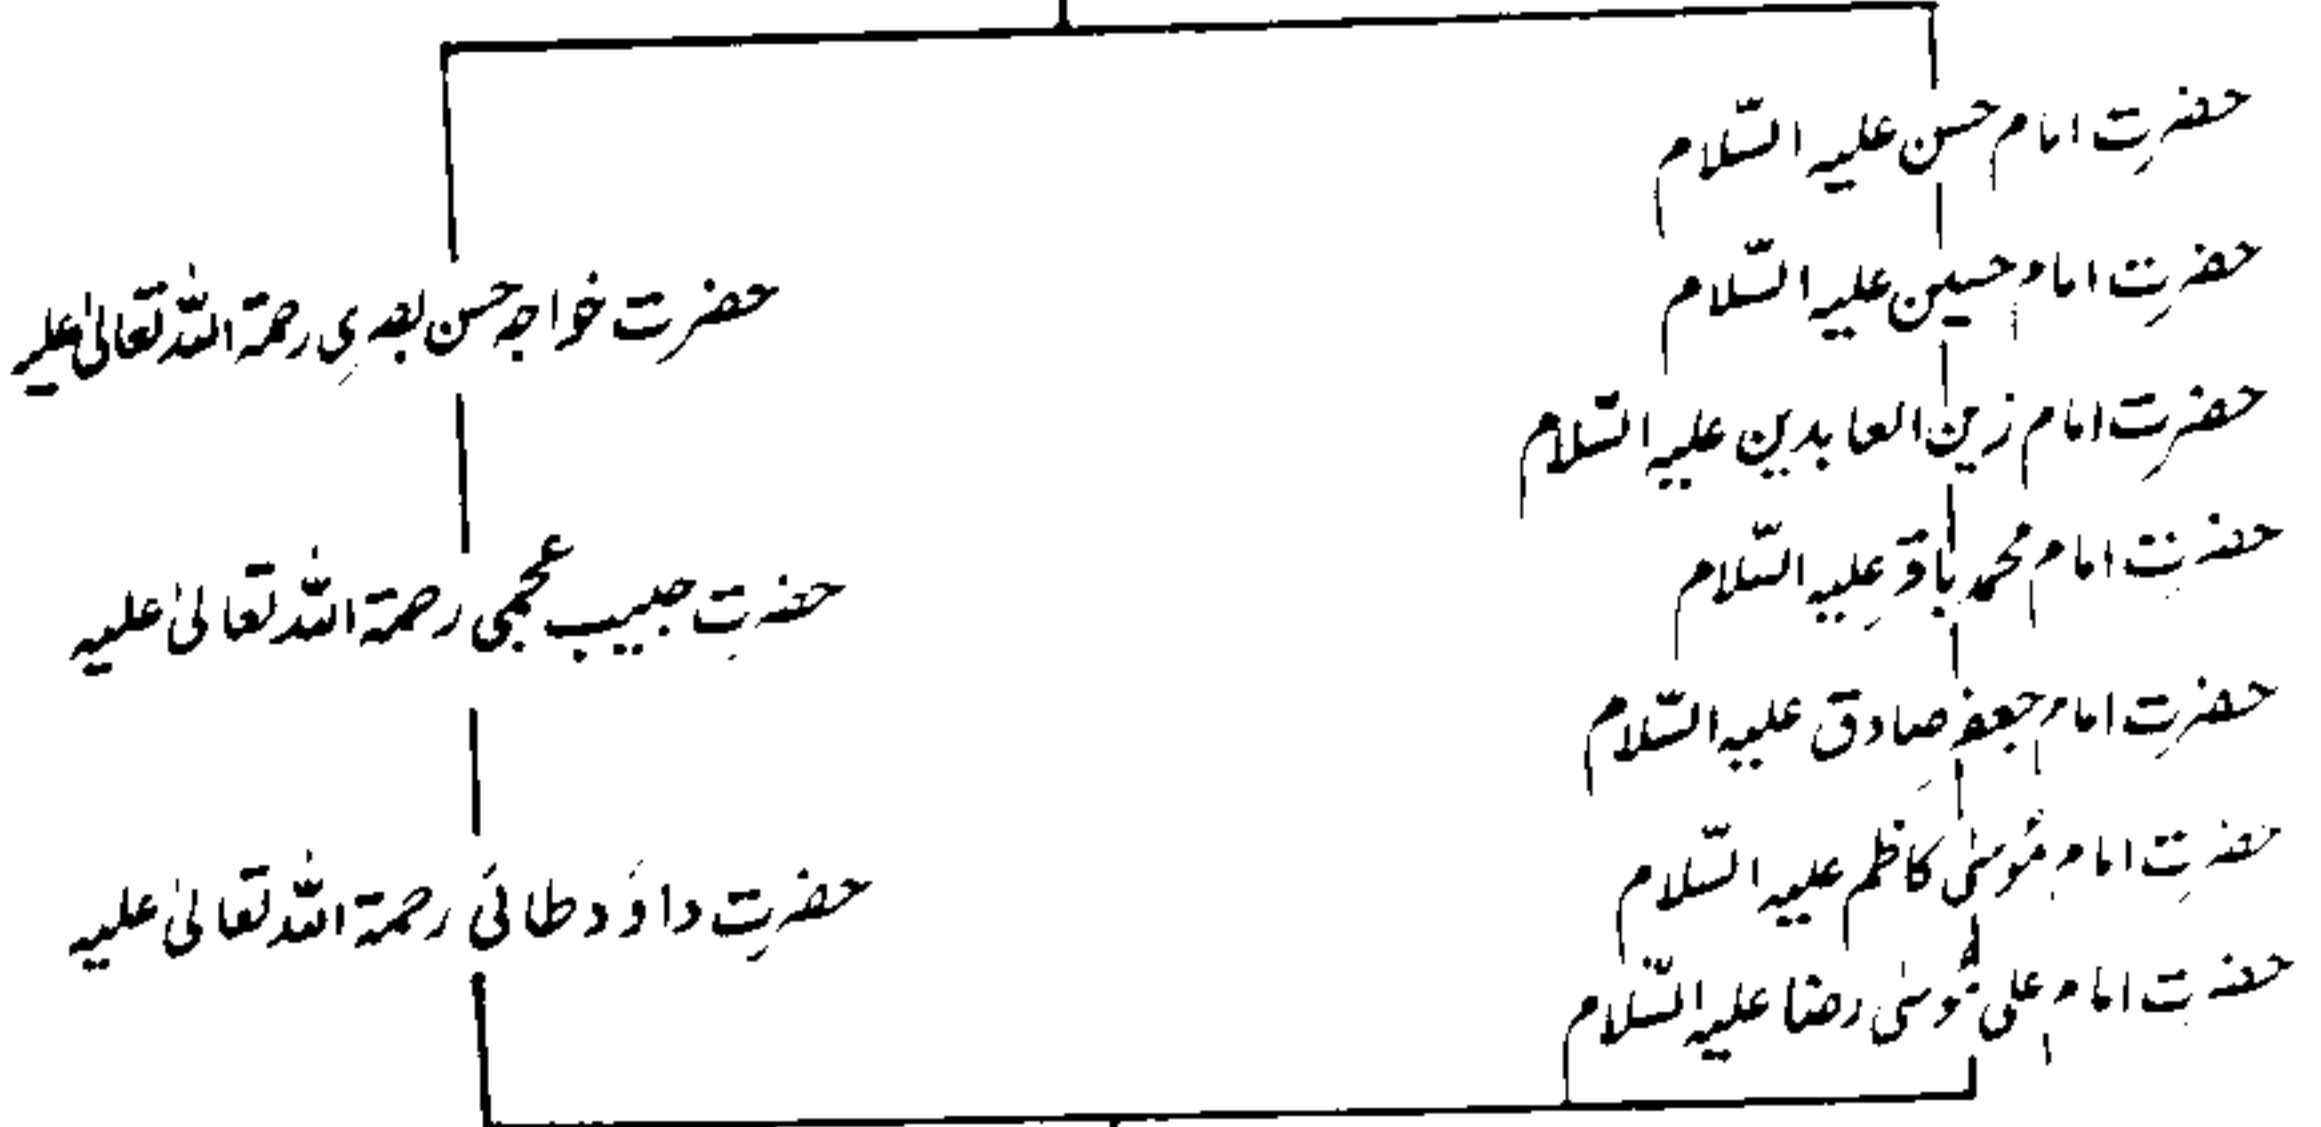 حضرت امام حسن علیہ السّلام
حضرت امام حسین علیہ السّلام
حضرت امام زین العابدین علیہ السّلام
حضرت امام محمد باقر علیہ السّلام
حضرت امام جعفر صادق علیہ السّلام
حضرت امام موسیٰ کاظم علیہ السّلام
حضرت امام علی موسیٰ رضا علیہ السّلام
حضرت خواجہ حسن بصری رحمۃ اللہ تعالیٰ علیہ
حضرت حبیب عجمی رحمۃ اللہ تعالیٰ علیہ
حضرت داؤد طائی رحمۃ اللہ تعالیٰ علیہ